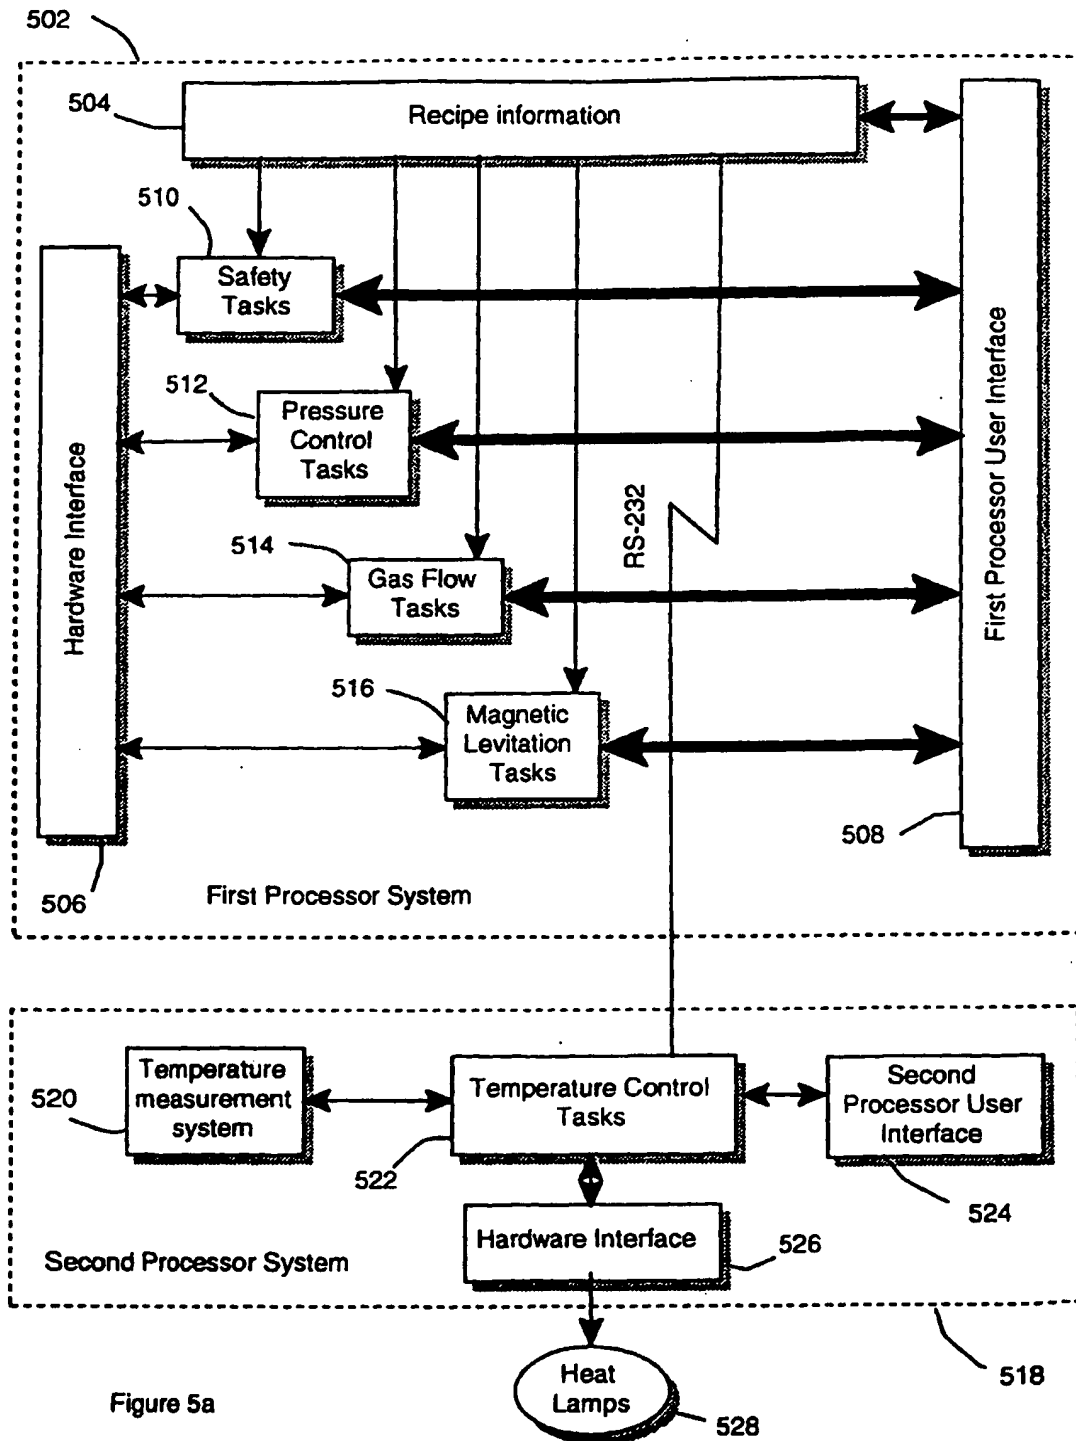 502
504
Recipe information
510
Safety
Tasks
512
Pressure
Control
Tasks
Hardware Interface
First Processor User Interface
RS-232
514
Gas Flow
Tasks
516
Magnetic
Levitation
Tasks
508
506
First Processor System
520
Temperature
measurement
system
Temperature Control
Tasks
Second
Processor User
Interface
522
524
Hardware Interface
526
Second Processor System
518
Heat
Lamps
528
Figure 5a